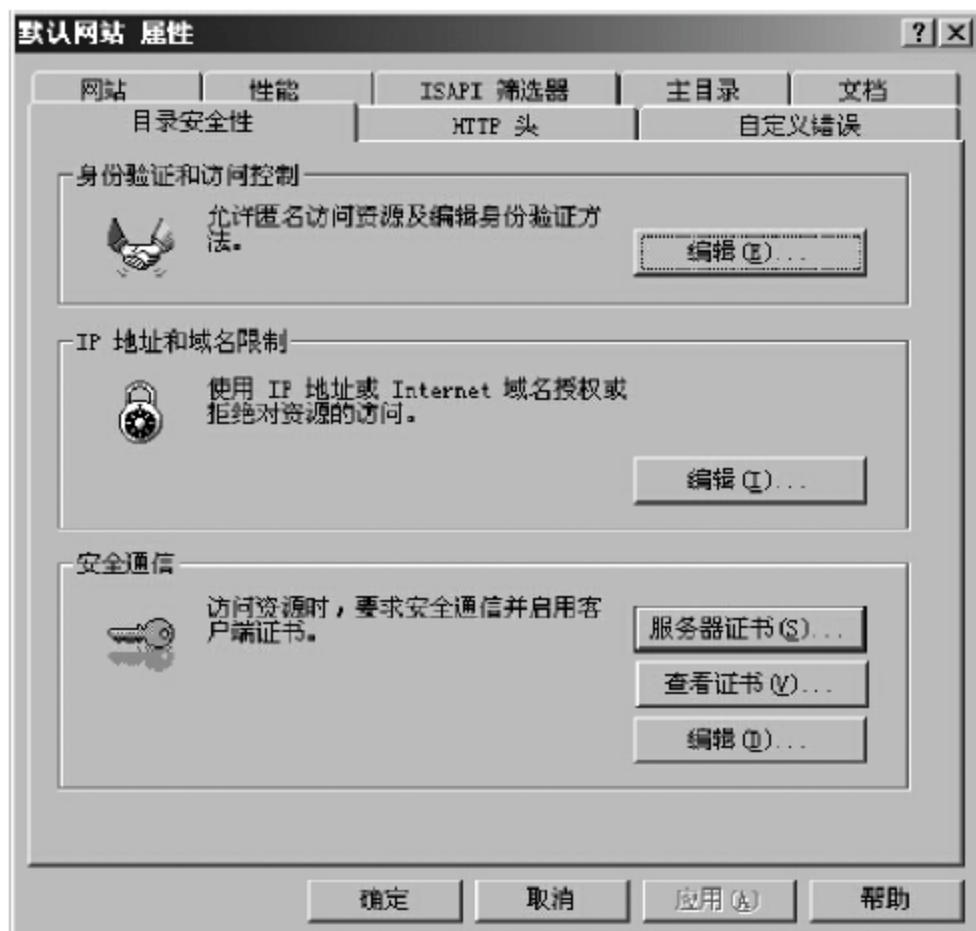 默认网站 属性
? ×
网站 性能 ISAPI 筛选器 主目录 文档
目录安全性 HTTP 头 自定义错误
身份验证和访问控制
允许匿名访问资源及编辑身份验证方
法。
编辑(E)...
IP 地址和域名限制
使用 IP 地址或 Internet 域名授权或
拒绝对资源的访问。
编辑(I)...
安全通信
访问资源时，要求安全通信并启用客
户端证书。
服务器证书(S)...
查看证书(V)...
编辑(D)...
确定 取消 应用(A) 帮助